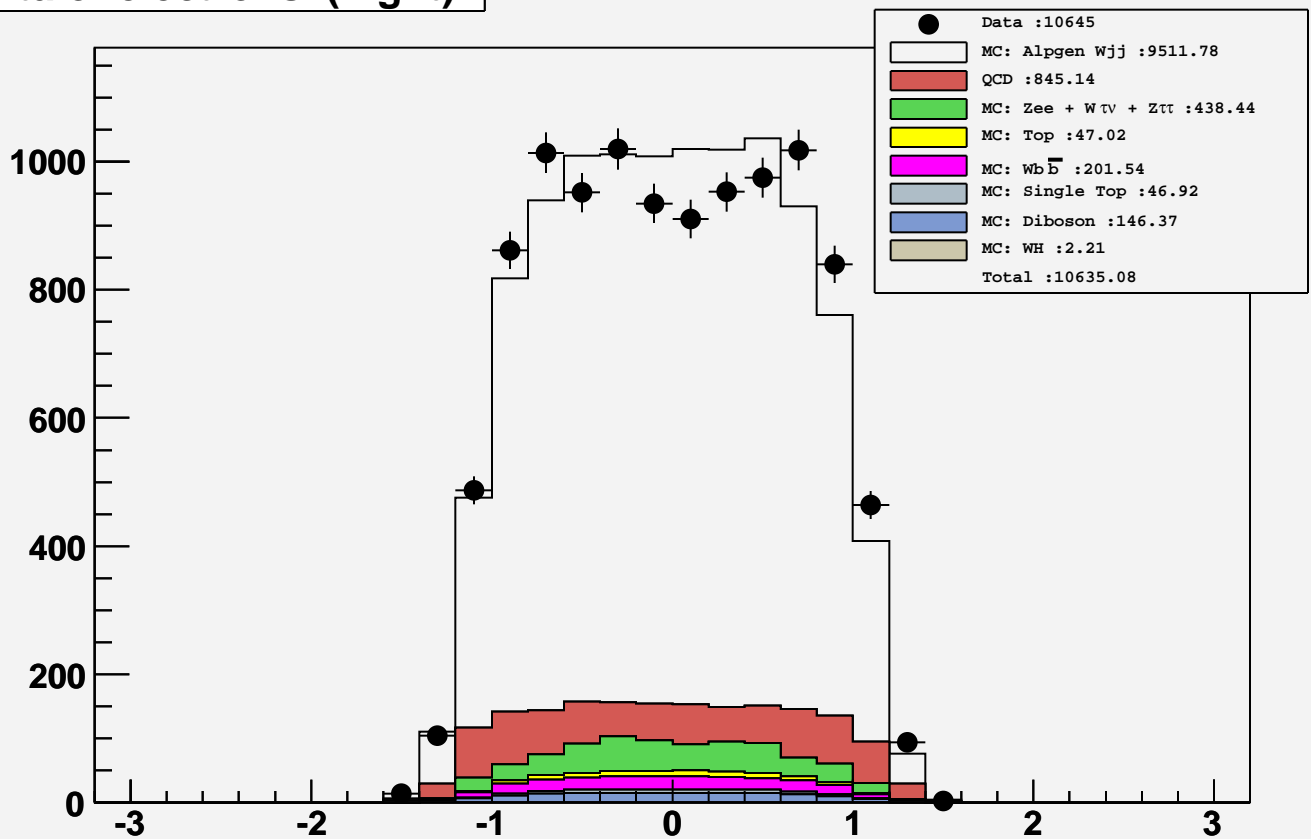 Data :10645
MC: Alpgen Wjj :9511.78
QCD :845.14
MC: Zee + Wτν + Zττ :438.44
MC: Top :47.02
MC: Wbb̅ :201.54
MC: Single Top :46.92
MC: Diboson :146.37
MC: WH :2.21
Total :10635.08
1000
800
600
400
200
0
-3 -2 -1 0 1 2 3